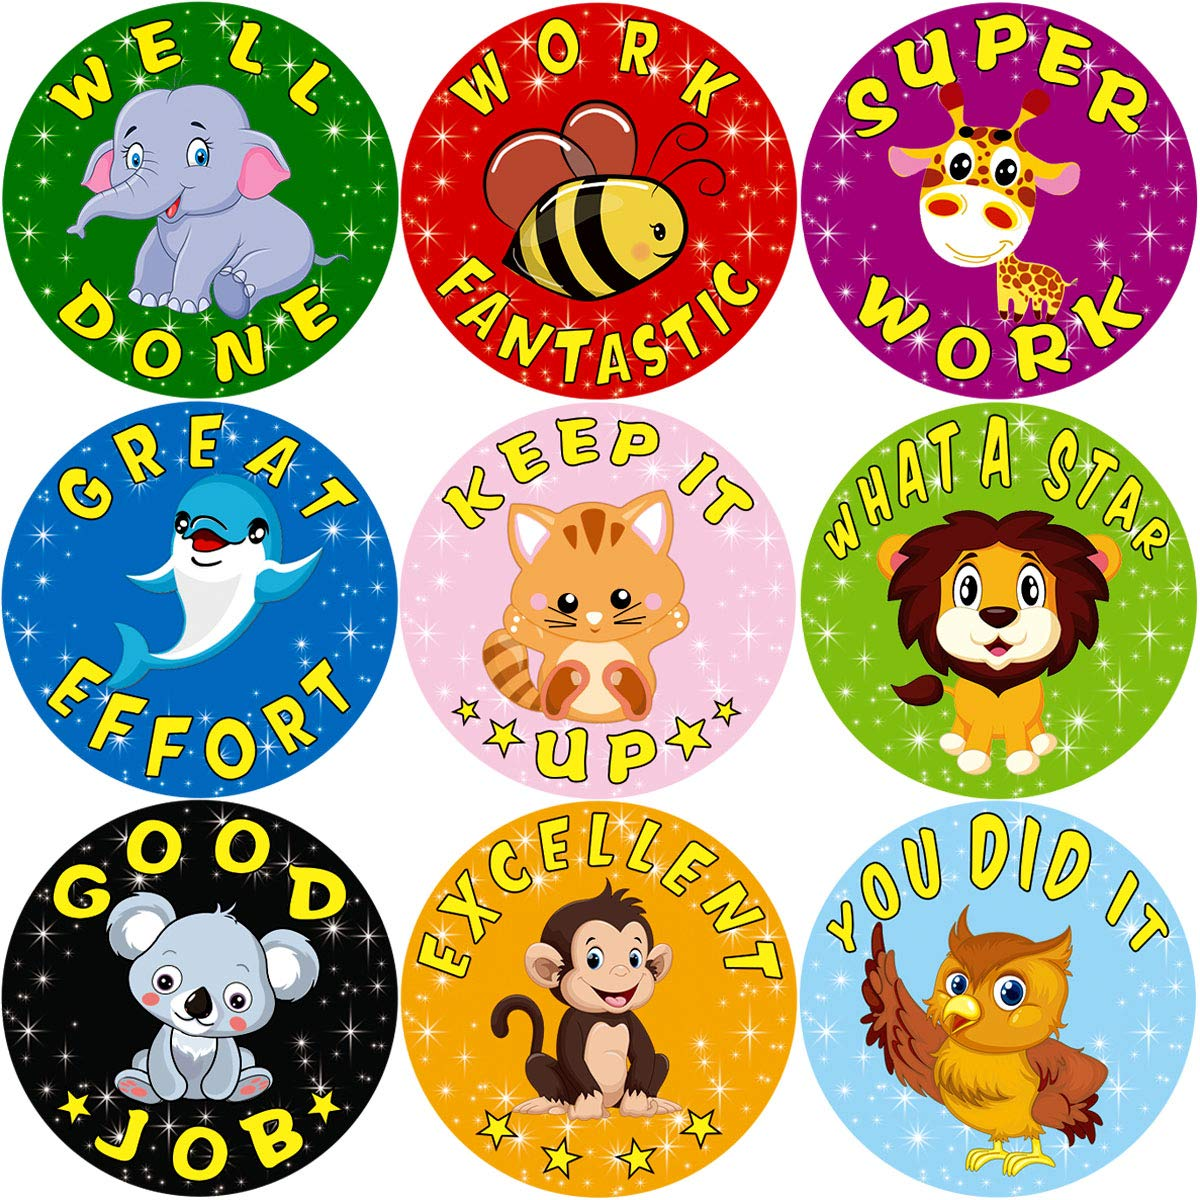 WELL
DONE
WORK
FANTASTIC
SUPER
WORK
GREAT
EFFORT
KEEP IT
UP
WHAT A STAR
GOOD
JOB
EXCELLENT
YOU DID IT